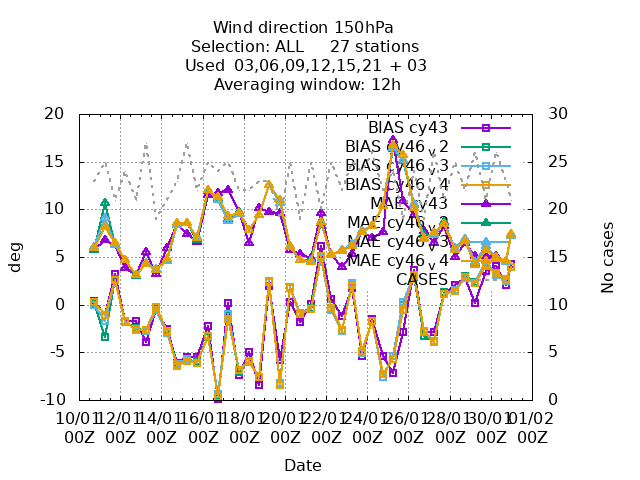 Wind direction 150hPa
Selection: ALL     27 stations
Used  03,06,09,12,15,21 + 03
Averaging window: 12h
20 30
BIAS cy43
BIAS cy46_v_2
15 25
BIAS cy46_v_3
BIAS cy46_v_4
10 20
MAE cy43
MAE cy46_v_2
MAE cy46_v_3
5 15
MAE cy46_v_4
CASES
0 10
-5 5
-10 0
deg
No cases
10/01 12/01 14/01 16/01 18/01 20/01 22/01 24/01 26/01 28/01 30/01 01/02
00Z 00Z 00Z 00Z 00Z 00Z 00Z 00Z 00Z 00Z 00Z 00Z
Date